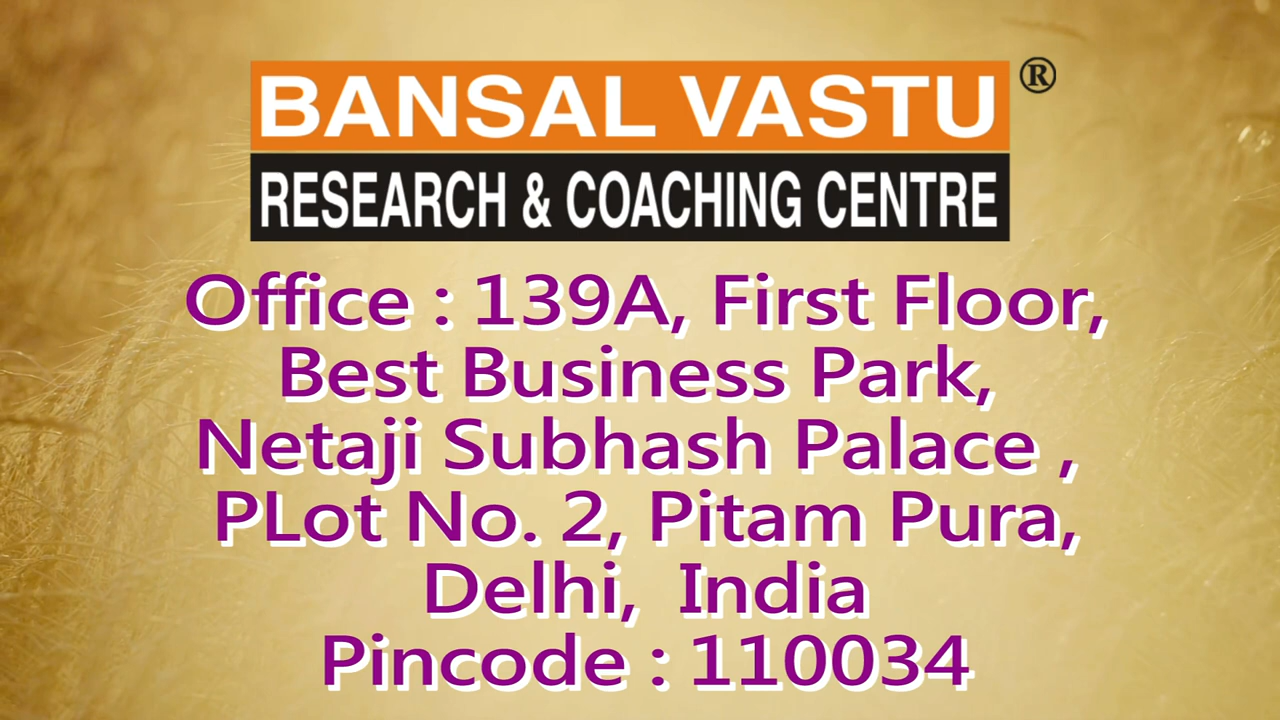 BANSAL VASTU ®
RESEARCH & COACHING CENTRE
Office : 139A, First Floor,
Best Business Park,
Netaji Subhash Palace ,
PLot No. 2, Pitam Pura,
Delhi, India
Pincode : 110034